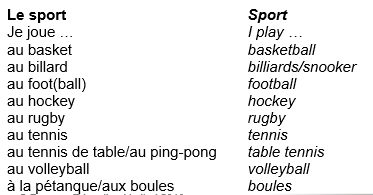 Le sport Sport
Je joue … I play …
au basket basketball
au billard billiards/snooker
au foot(ball) football
au hockey hockey
au rugby rugby
au tennis tennis
au tennis de table/au ping-pong table tennis
au volleyball volleyball
à la pétanque/aux boules boules